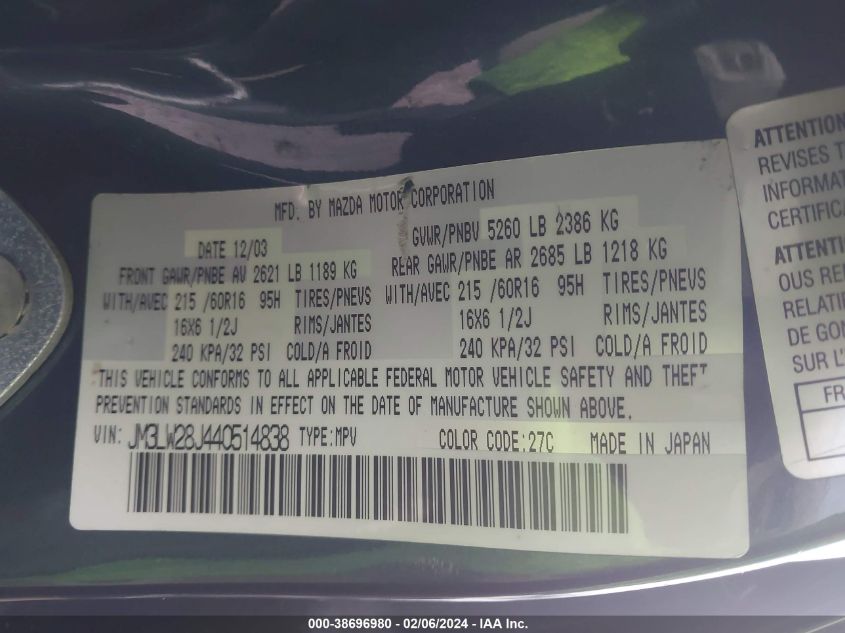 MFD. BY MAZDA MOTOR CORPORATION
DATE 12/03
GVWR/PNBV 5260 LB 2386 KG
FRONT GAWR/PNBE AV 2621 LB 1189 KG
REAR GAWR/PNBE AR 2685 LB 1218 KG
WITH/AVEC 215 /60R16 95H TIRES/PNEUS
WITH/AVEC 215 /60R16 95H TIRES/PNEUS
16X6 1/2J RIMS/JANTES
16X6 1/2J RIMS/JANTES
240 KPA/32 PSI COLD/A FROID
240 KPA/32 PSI COLD/A FROID
THIS VEHICLE CONFORMS TO ALL APPLICABLE FEDERAL MOTOR VEHICLE SAFETY AND THEFT
PREVENTION STANDARDS IN EFFECT ON THE DATE OF MANUFACTURE SHOWN ABOVE.
VIN: JM3LW28J440514838 TYPE:MPV COLOR CODE:27C MADE IN JAPAN
ATTENTION
REVISES
INFORMAT
CERTIFICA
ATTENTION
OUS REP
RELATI
DE GON
SUR L'
FR
000-38696980 - 02/06/2024 - IAA Inc.